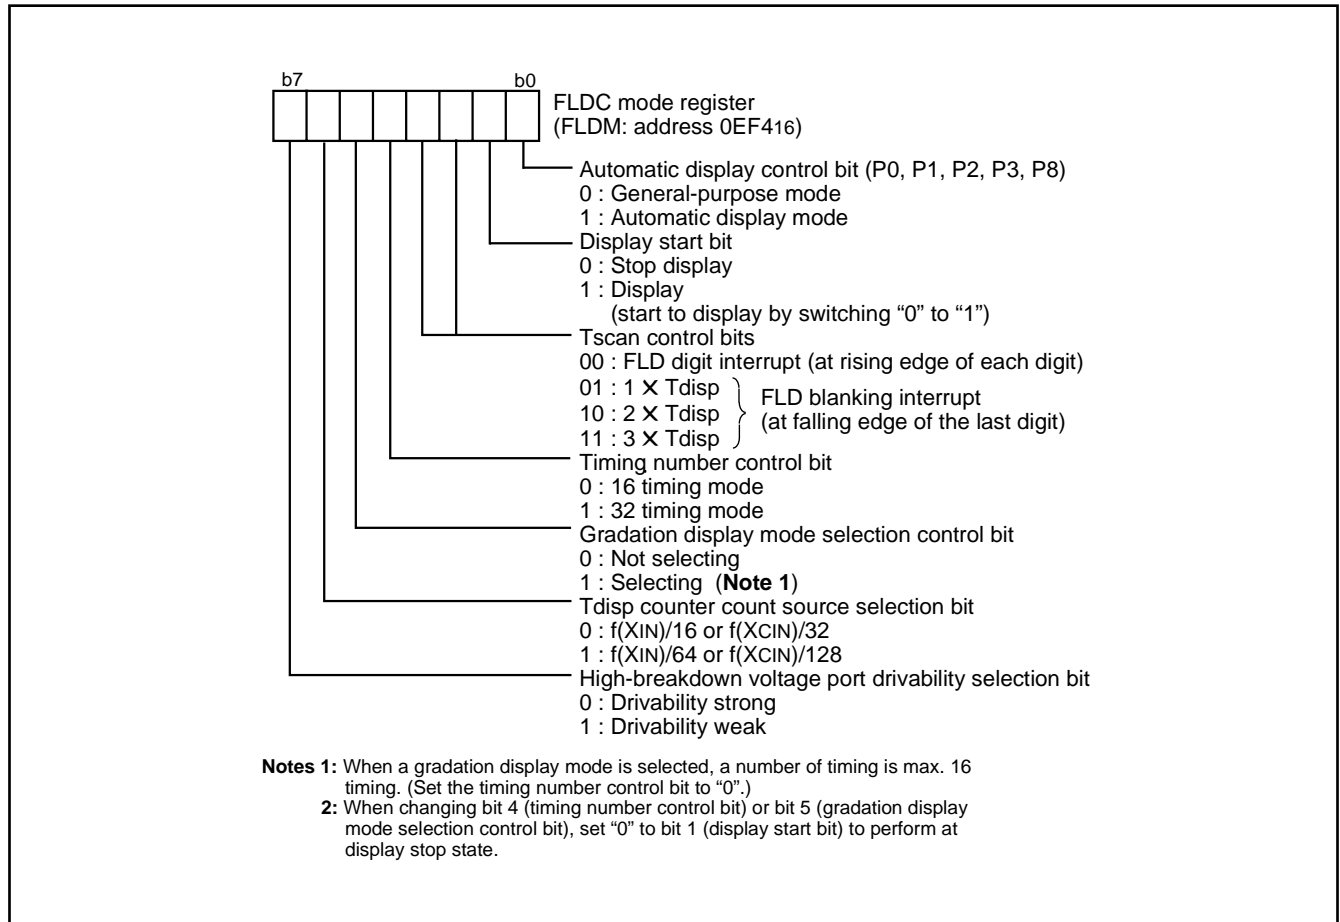 b7 b0
FLDC mode register
(FLDM: address 0EF416)
Automatic display control bit (P0, P1, P2, P3, P8)
0 : General-purpose mode
1 : Automatic display mode
Display start bit
0 : Stop display
1 : Display
(start to display by switching “0” to “1”)
Tscan control bits
00 : FLD digit interrupt (at rising edge of each digit)
01 : 1 ✕ Tdisp
10 : 2 ✕ Tdisp
11 : 3 ✕ Tdisp
FLD blanking interrupt
(at falling edge of the last digit)
Timing number control bit
0 : 16 timing mode
1 : 32 timing mode
Gradation display mode selection control bit
0 : Not selecting
1 : Selecting (Note 1)
Tdisp counter count source selection bit
0 : f(XIN)/16 or f(XCIN)/32
1 : f(XIN)/64 or f(XCIN)/128
High-breakdown voltage port drivability selection bit
0 : Drivability strong
1 : Drivability weak
Notes 1: When a gradation display mode is selected, a number of timing is max. 16
timing. (Set the timing number control bit to “0”.)
2: When changing bit 4 (timing number control bit) or bit 5 (gradation display
mode selection control bit), set “0” to bit 1 (display start bit) to perform at
display stop state.